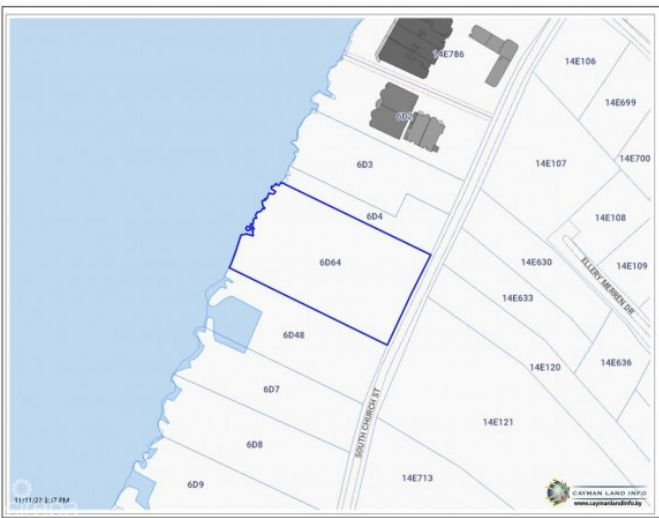 14E786
14E106
14E699
14E107
14E700
6D3
6D4
14E108
6D64
14E630
14E109
ELLERY MERREN DR.
14E633
6D48
14E636
14E120
6D7
SOUTH CHURCH ST
14E121
6D8
14E713
6D9
CAYMAN LAND INFO
www.caymanlandinfo.ky